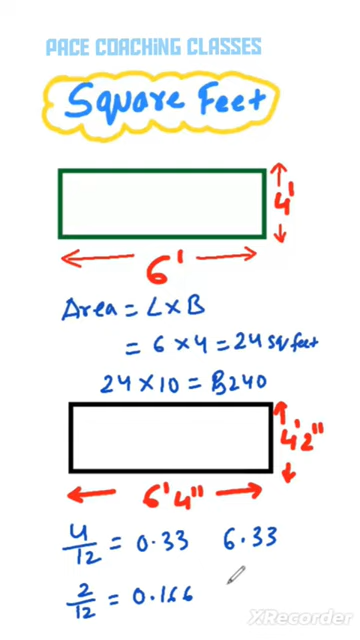 PACE COACHING CLASSES
Square Feet
4'
6'
Area = L X B
= 6 X 4 = 24 sq feet
24 X 10 = ₹240
4'2"
6'4"
4/12 = 0.33 6.33
2/12 = 0.166
XRecorder